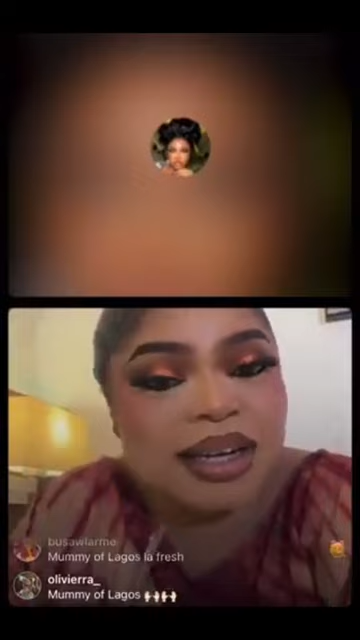 busawlarme
Mummy of Lagos la fresh
olivierra_
Mummy of Lagos 🙌🏻🙌🏻